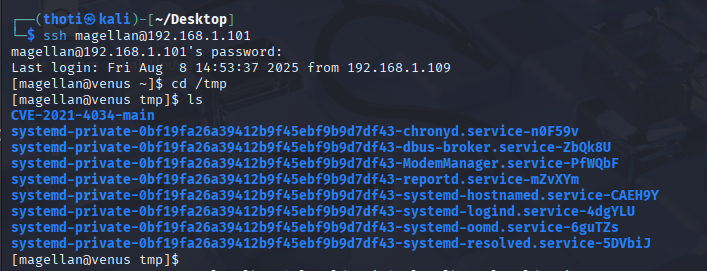 ┌──(thoti㉿kali)-[~/Desktop]
└─$ ssh magellan@192.168.1.101
magellan@192.168.1.101's password:
Last login: Fri Aug  8 14:53:37 2025 from 192.168.1.109
[magellan@venus ~]$ cd /tmp
[magellan@venus tmp]$ ls
CVE-2021-4034-main
systemd-private-0bf19fa26a39412b9f45ebf9b9d7df43-chronyd.service-n0F59v
systemd-private-0bf19fa26a39412b9f45ebf9b9d7df43-dbus-broker.service-ZbQk8U
systemd-private-0bf19fa26a39412b9f45ebf9b9d7df43-ModemManager.service-PfWQbF
systemd-private-0bf19fa26a39412b9f45ebf9b9d7df43-reportd.service-mZvXYm
systemd-private-0bf19fa26a39412b9f45ebf9b9d7df43-systemd-hostnamed.service-CAEH9Y
systemd-private-0bf19fa26a39412b9f45ebf9b9d7df43-systemd-logind.service-4dgYLU
systemd-private-0bf19fa26a39412b9f45ebf9b9d7df43-systemd-oomd.service-6guTZs
systemd-private-0bf19fa26a39412b9f45ebf9b9d7df43-systemd-resolved.service-5DVbiJ
[magellan@venus tmp]$